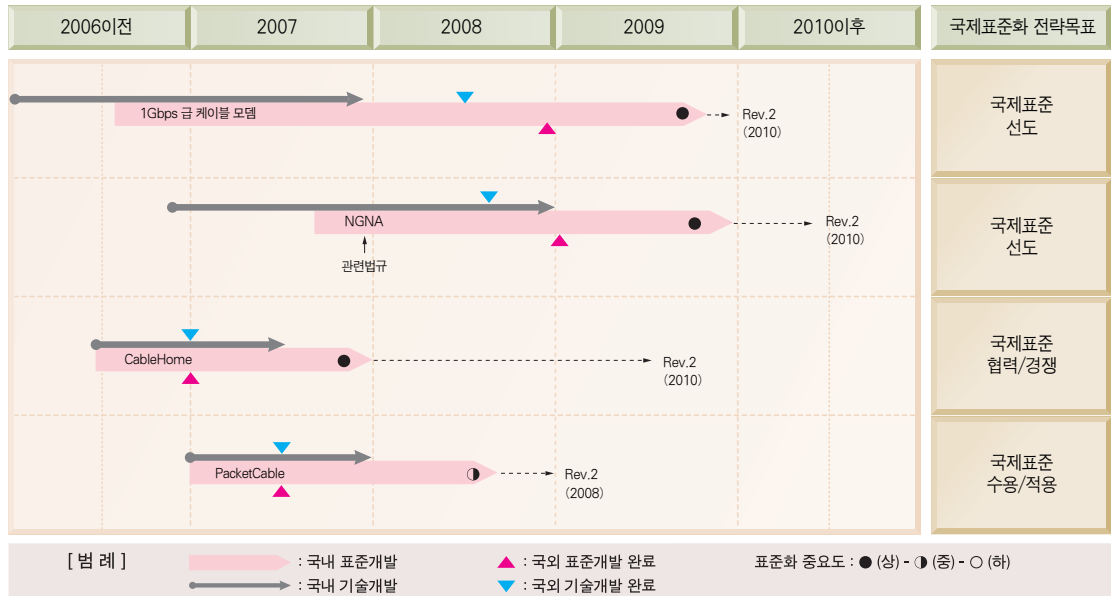 2006이전 2007 2008 2009 2010이후 국제표준화 전략목표
1Gbps 급 케이블 모뎀
Rev.2
(2010)
국제표준
선도
NGNA
관련법규
Rev.2
(2010)
국제표준
선도
CableHome
Rev.2
(2010)
국제표준
협력/경쟁
PacketCable
Rev.2
(2008)
국제표준
수용/적용
[ 범 례 ]
: 국내 표준개발
: 국외 표준개발 완료
표준화 중요도 : ● (상) - ◑ (중) - ○ (하)
: 국내 기술개발
: 국외 기술개발 완료